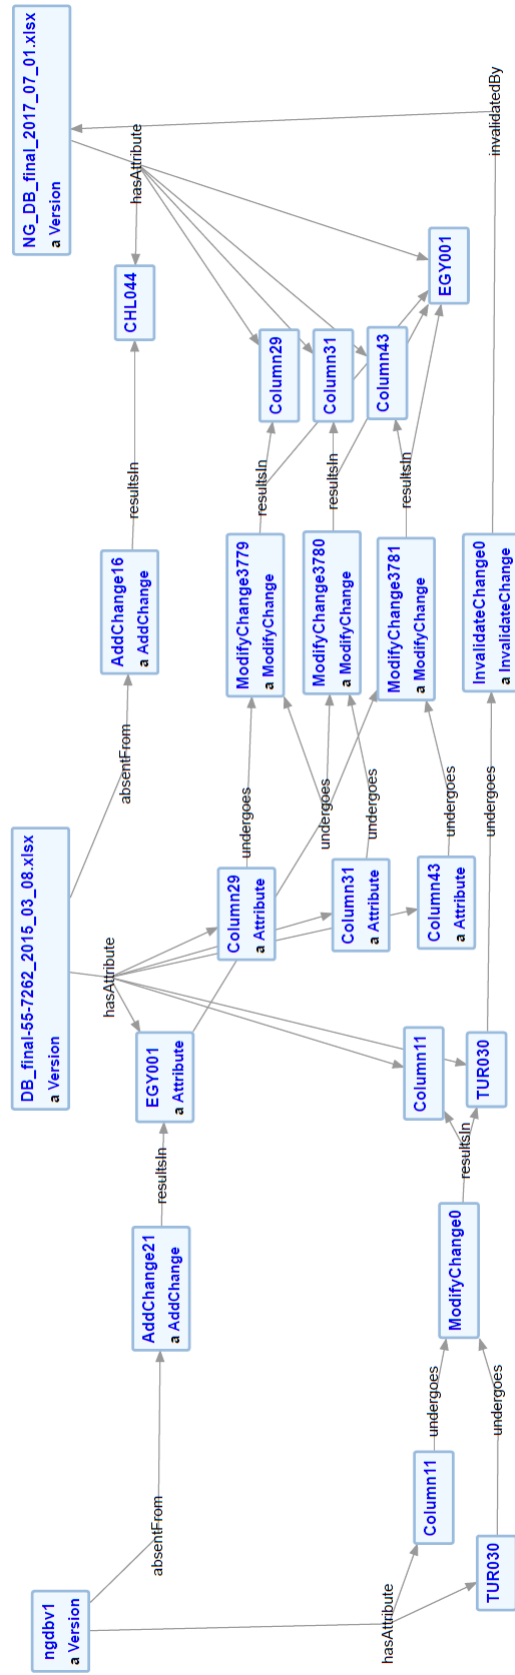 ngdbv1
a Version
absentFrom
AddChange21
a AddChange
resultsIn
EGY001
a Attribute
hasAttribute
Column11
TUR030
undergoes
undergoes
ModifyChange0
resultsIn
Column11
TUR030
DB_final-55-7262_2015_03_08.xlsx
a Version
hasAttribute
absentFrom
AddChange16
a AddChange
resultsIn
CHL044
Column29
a Attribute
Column31
a Attribute
Column43
a Attribute
undergoes
undergoes
undergoes
undergoes
undergoes
ModifyChange3779
a ModifyChange
ModifyChange3780
a ModifyChange
ModifyChange3781
a ModifyChange
InvalidateChange0
a InvalidateChange
resultsIn
resultsIn
resultsIn
Column29
Column31
Column43
EGY001
NG_DB_final_2017_07_01.xlsx
a Version
hasAttribute
invalidatedBy